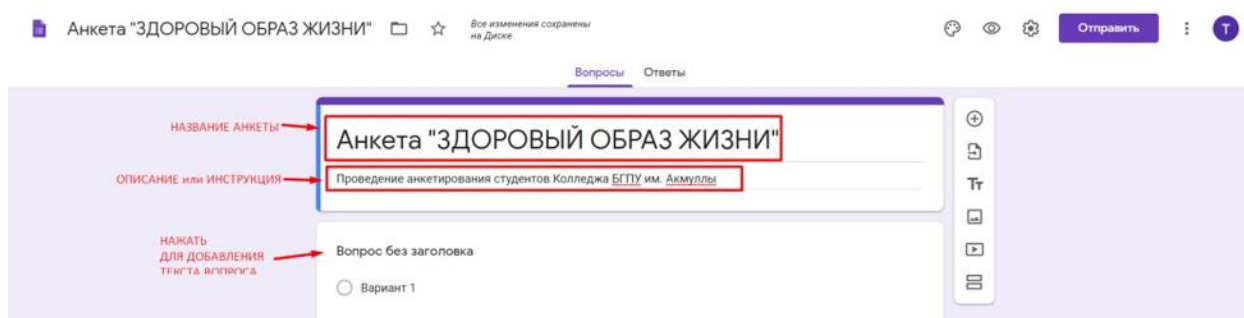 Анкета "ЗДОРОВЫЙ ОБРАЗ ЖИЗНИ"
Все изменения сохранены
на Диске
Отправить
Т
Вопросы Ответы
НАЗВАНИЕ АНКЕТЫ
Анкета "ЗДОРОВЫЙ ОБРАЗ ЖИЗНИ"
ОПИСАНИЕ или ИНСТРУКЦИЯ
Проведение анкетирования студентов Колледжа БГПУ им. Акмуллы
НАЖАТЬ
ДЛЯ ДОБАВЛЕНИЯ
ТЕКСТА ВОПРОСА
Вопрос без заголовка
Вариант 1
Тт